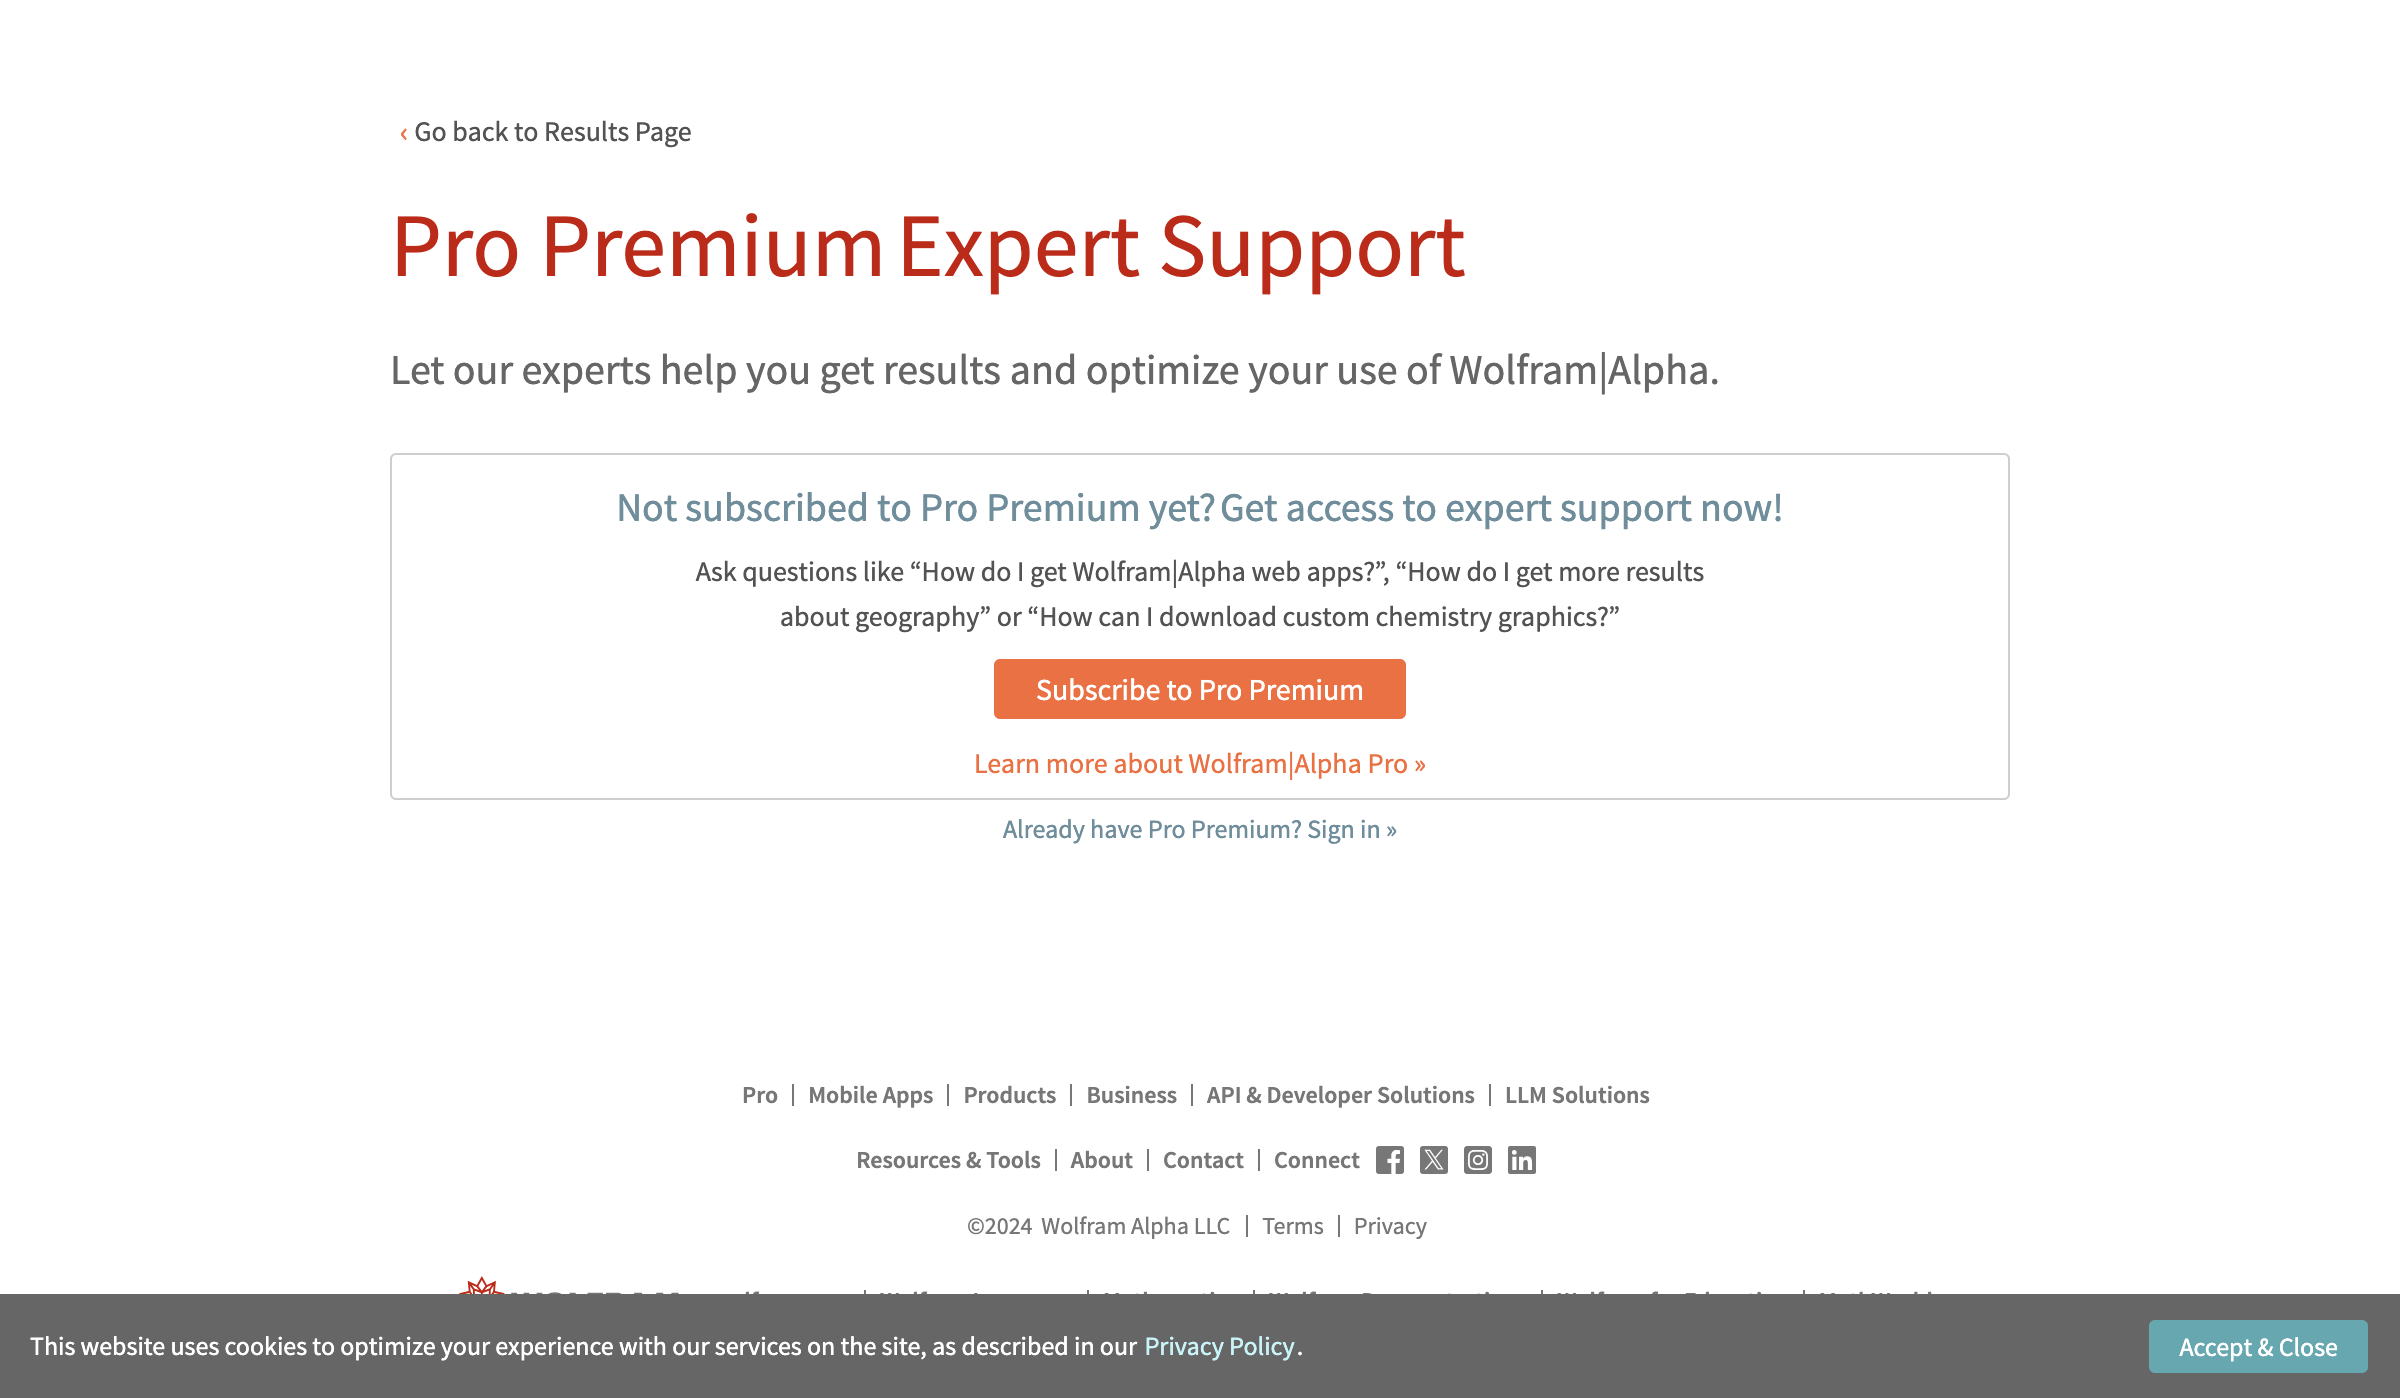 ‹ Go back to Results Page
Pro Premium Expert Support
Let our experts help you get results and optimize your use of Wolfram|Alpha.
Not subscribed to Pro Premium yet? Get access to expert support now!
Ask questions like “How do I get Wolfram|Alpha web apps?”, “How do I get more results
about geography” or “How can I download custom chemistry graphics?”
Subscribe to Pro Premium
Learn more about Wolfram|Alpha Pro »
Already have Pro Premium? Sign in »
Pro | Mobile Apps | Products | Business | API & Developer Solutions | LLM Solutions
Resources & Tools | About | Contact | Connect
©2024 Wolfram Alpha LLC | Terms | Privacy
This website uses cookies to optimize your experience with our services on the site, as described in our Privacy Policy.
Accept & Close